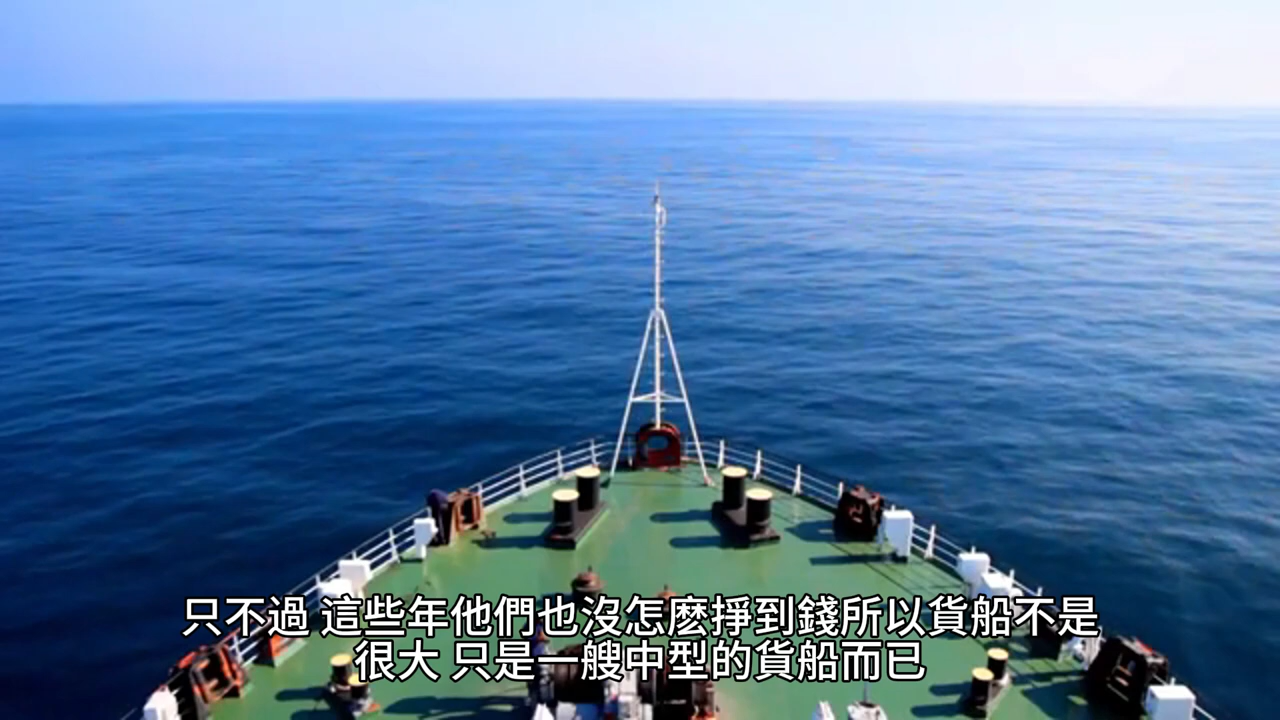 只不過 這些年他們也沒怎麽掙到錢所以貨船不是
很大 只是一艘中型的貨船而已